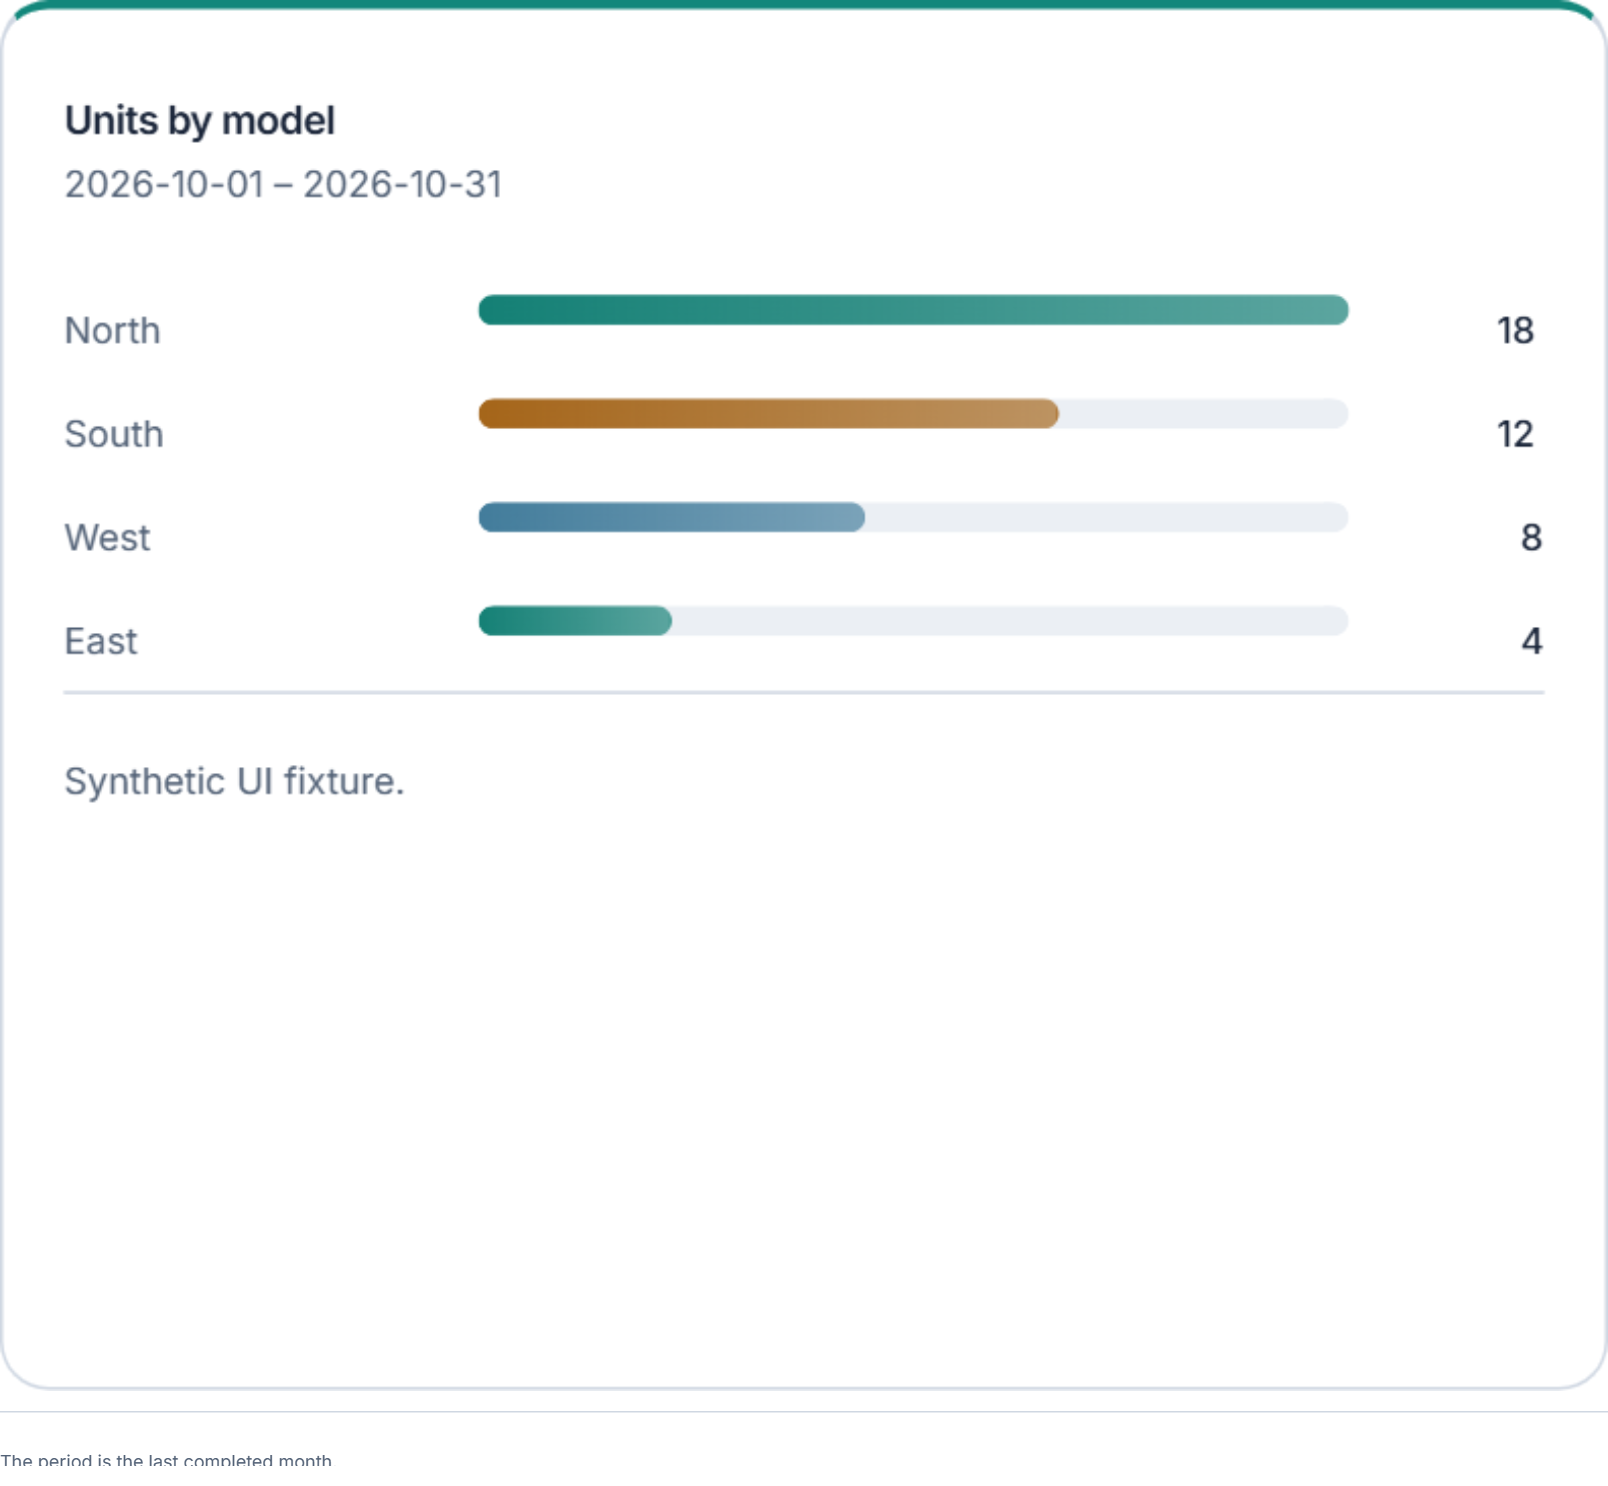 Units by model
2026-10-01 – 2026-10-31
North 18
South 12
West 8
East 4
Synthetic UI fixture.
The period is the last completed month